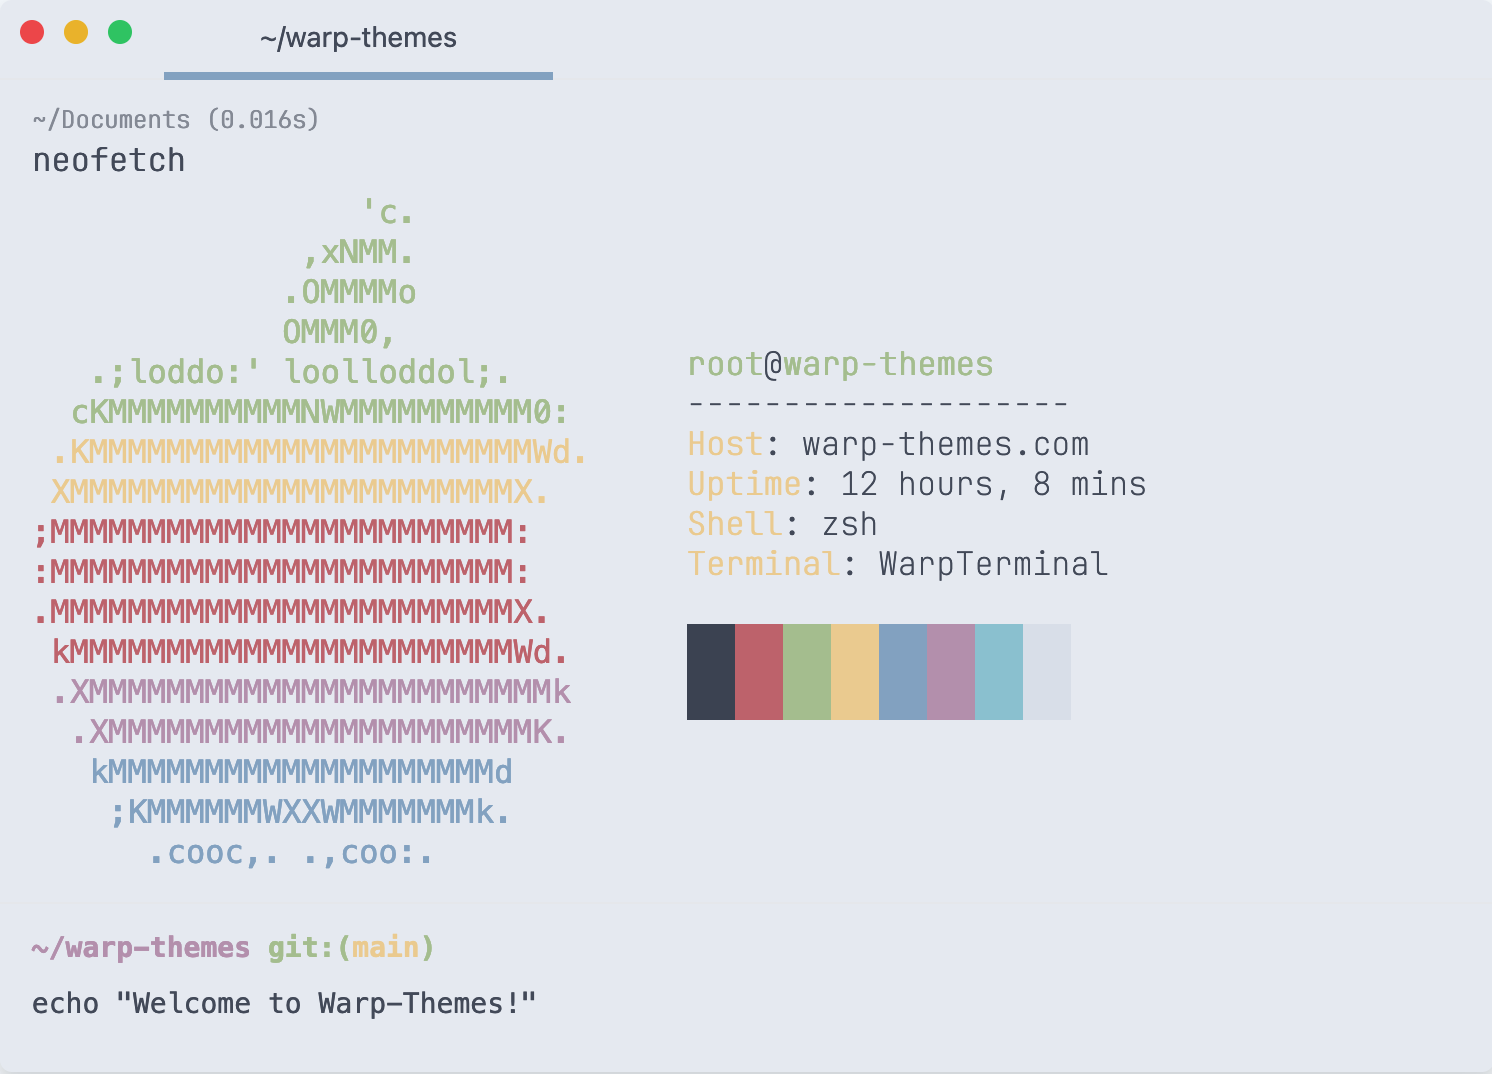 ~/warp-themes
~/Documents (0.016s)
neofetch
'c.
,xNMM.
.OMMMMo
OMMM0,
.;loddo:' loolloddol;.
cKMMMMMMMMMMNWMMMMMMMMMM0:
.KMMMMMMMMMMMMMMMMMMMMMMMWd.
XMMMMMMMMMMMMMMMMMMMMMMMX.
;MMMMMMMMMMMMMMMMMMMMMMMM:
:MMMMMMMMMMMMMMMMMMMMMMMM:
.MMMMMMMMMMMMMMMMMMMMMMMMX.
kMMMMMMMMMMMMMMMMMMMMMMMWd.
.XMMMMMMMMMMMMMMMMMMMMMMMMk
.XMMMMMMMMMMMMMMMMMMMMMMK.
kMMMMMMMMMMMMMMMMMMMMd
;KMMMMMMWXXWMMMMMMMk.
.cooc,. .,coo:.
root@warp-themes
--------------------
Host: warp-themes.com
Uptime: 12 hours, 8 mins
Shell: zsh
Terminal: WarpTerminal
~/warp-themes git:(main)
echo "Welcome to Warp-Themes!"